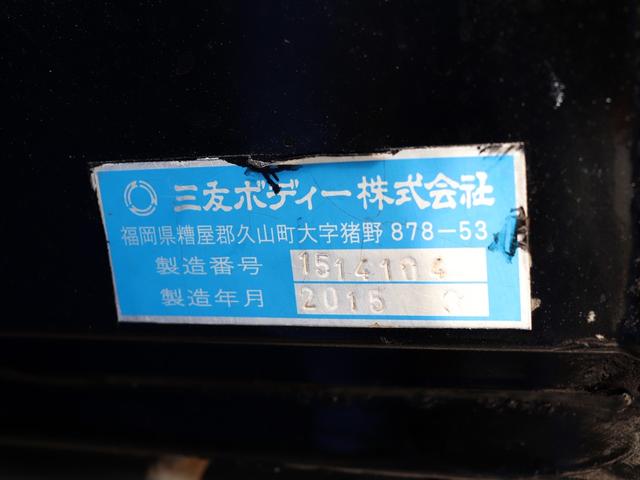 三友ボディー株式会社
福岡県糟屋郡久山町大字猪野 878-53
製造番号 1514104
製造年月 2015